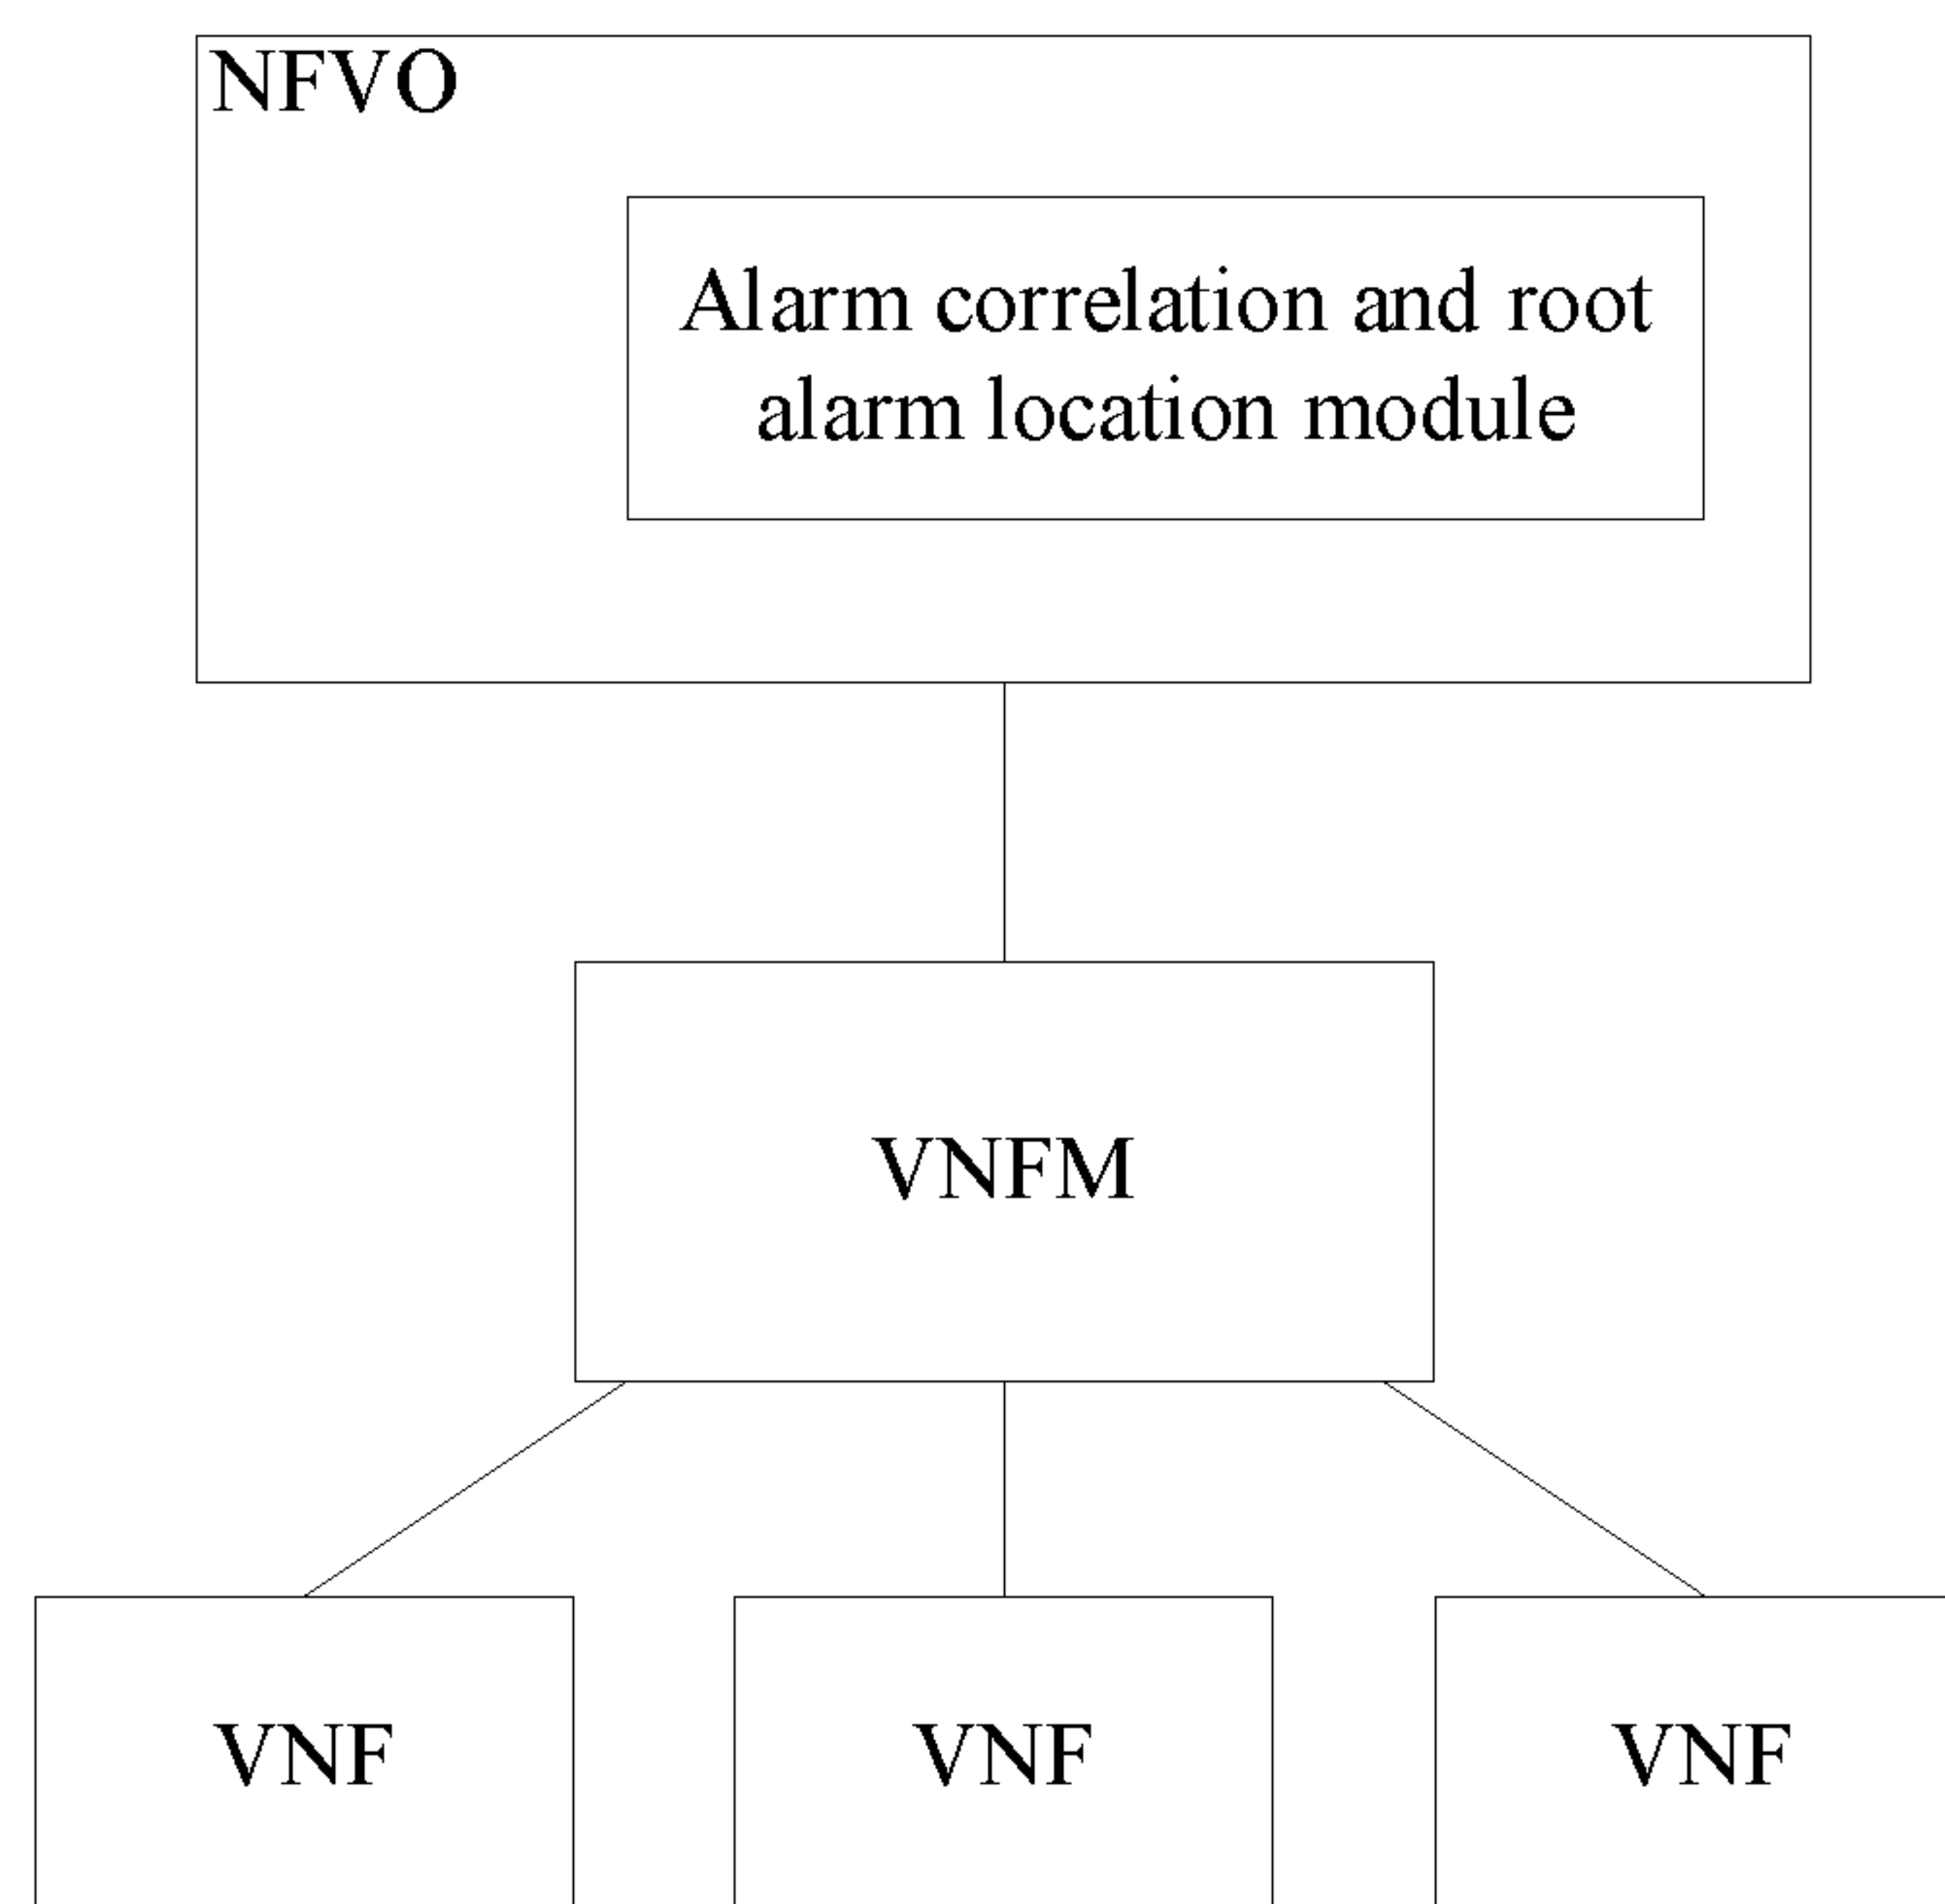 NFVO
Alarm correlation and root
alarm location module
VNFM
VNF
VNF
VNF